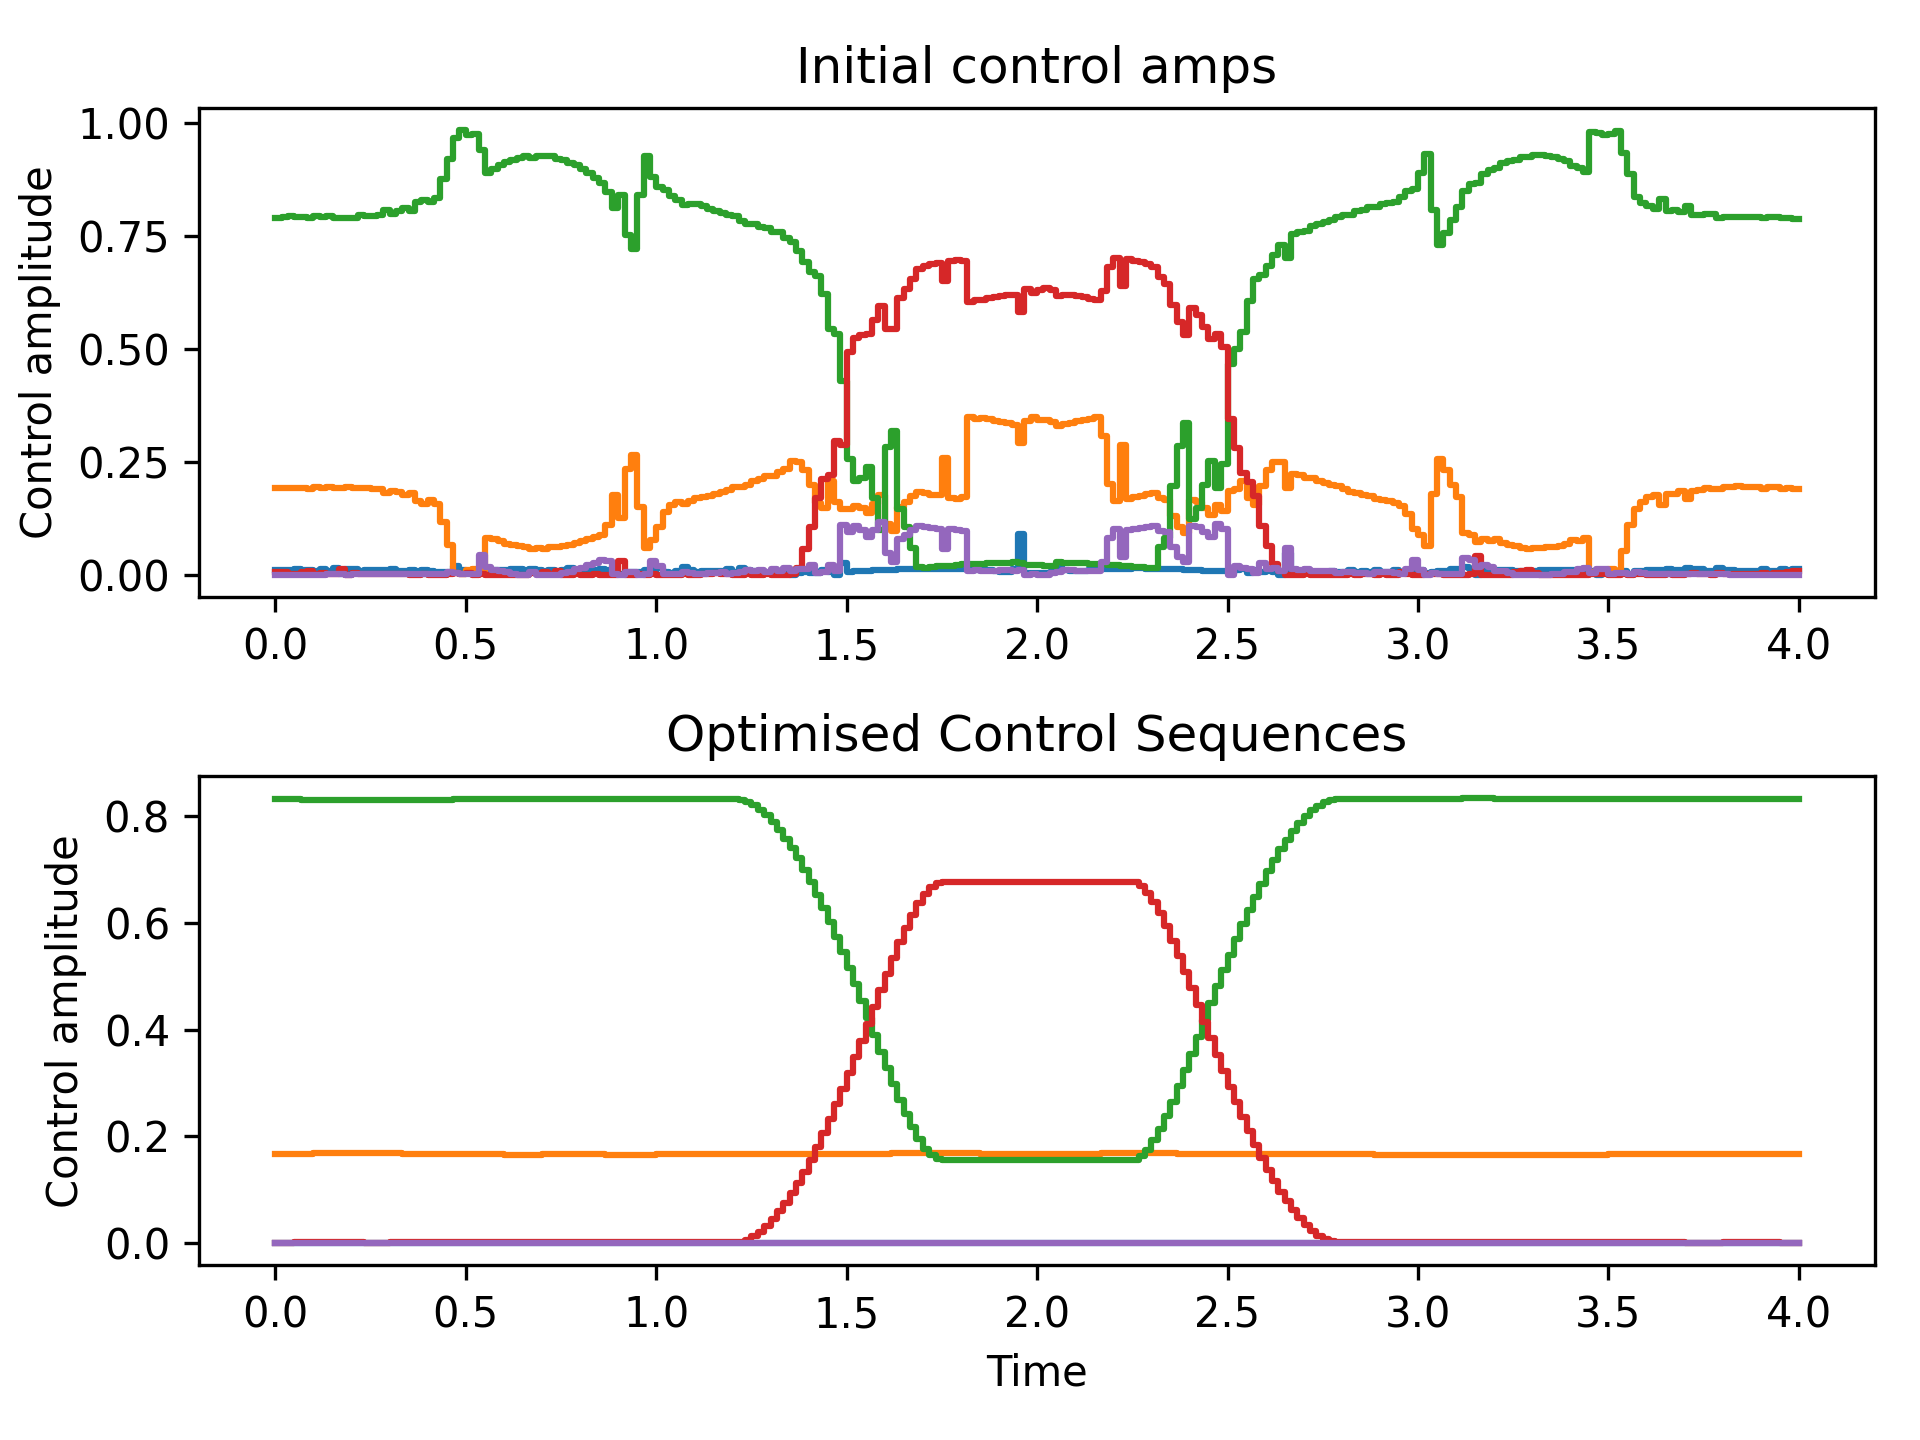 Initial control amps
Control amplitude
1.00
0.75
0.50
0.25
0.00
0.0 0.5 1.0 1.5 2.0 2.5 3.0 3.5 4.0
Optimised Control Sequences
Control amplitude
0.8
0.6
0.4
0.2
0.0
0.0 0.5 1.0 1.5 2.0 2.5 3.0 3.5 4.0
Time